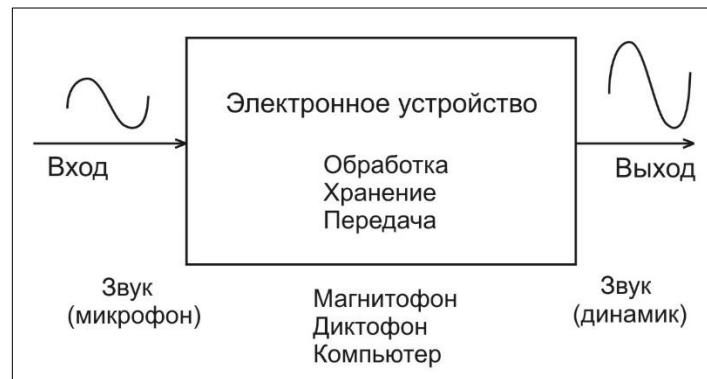 Электронное устройство
Вход
Обработка
Хранение
Передача
Выход
Звук
(микрофон)
Магнитофон
Диктофон
Компьютер
Звук
(динамик)